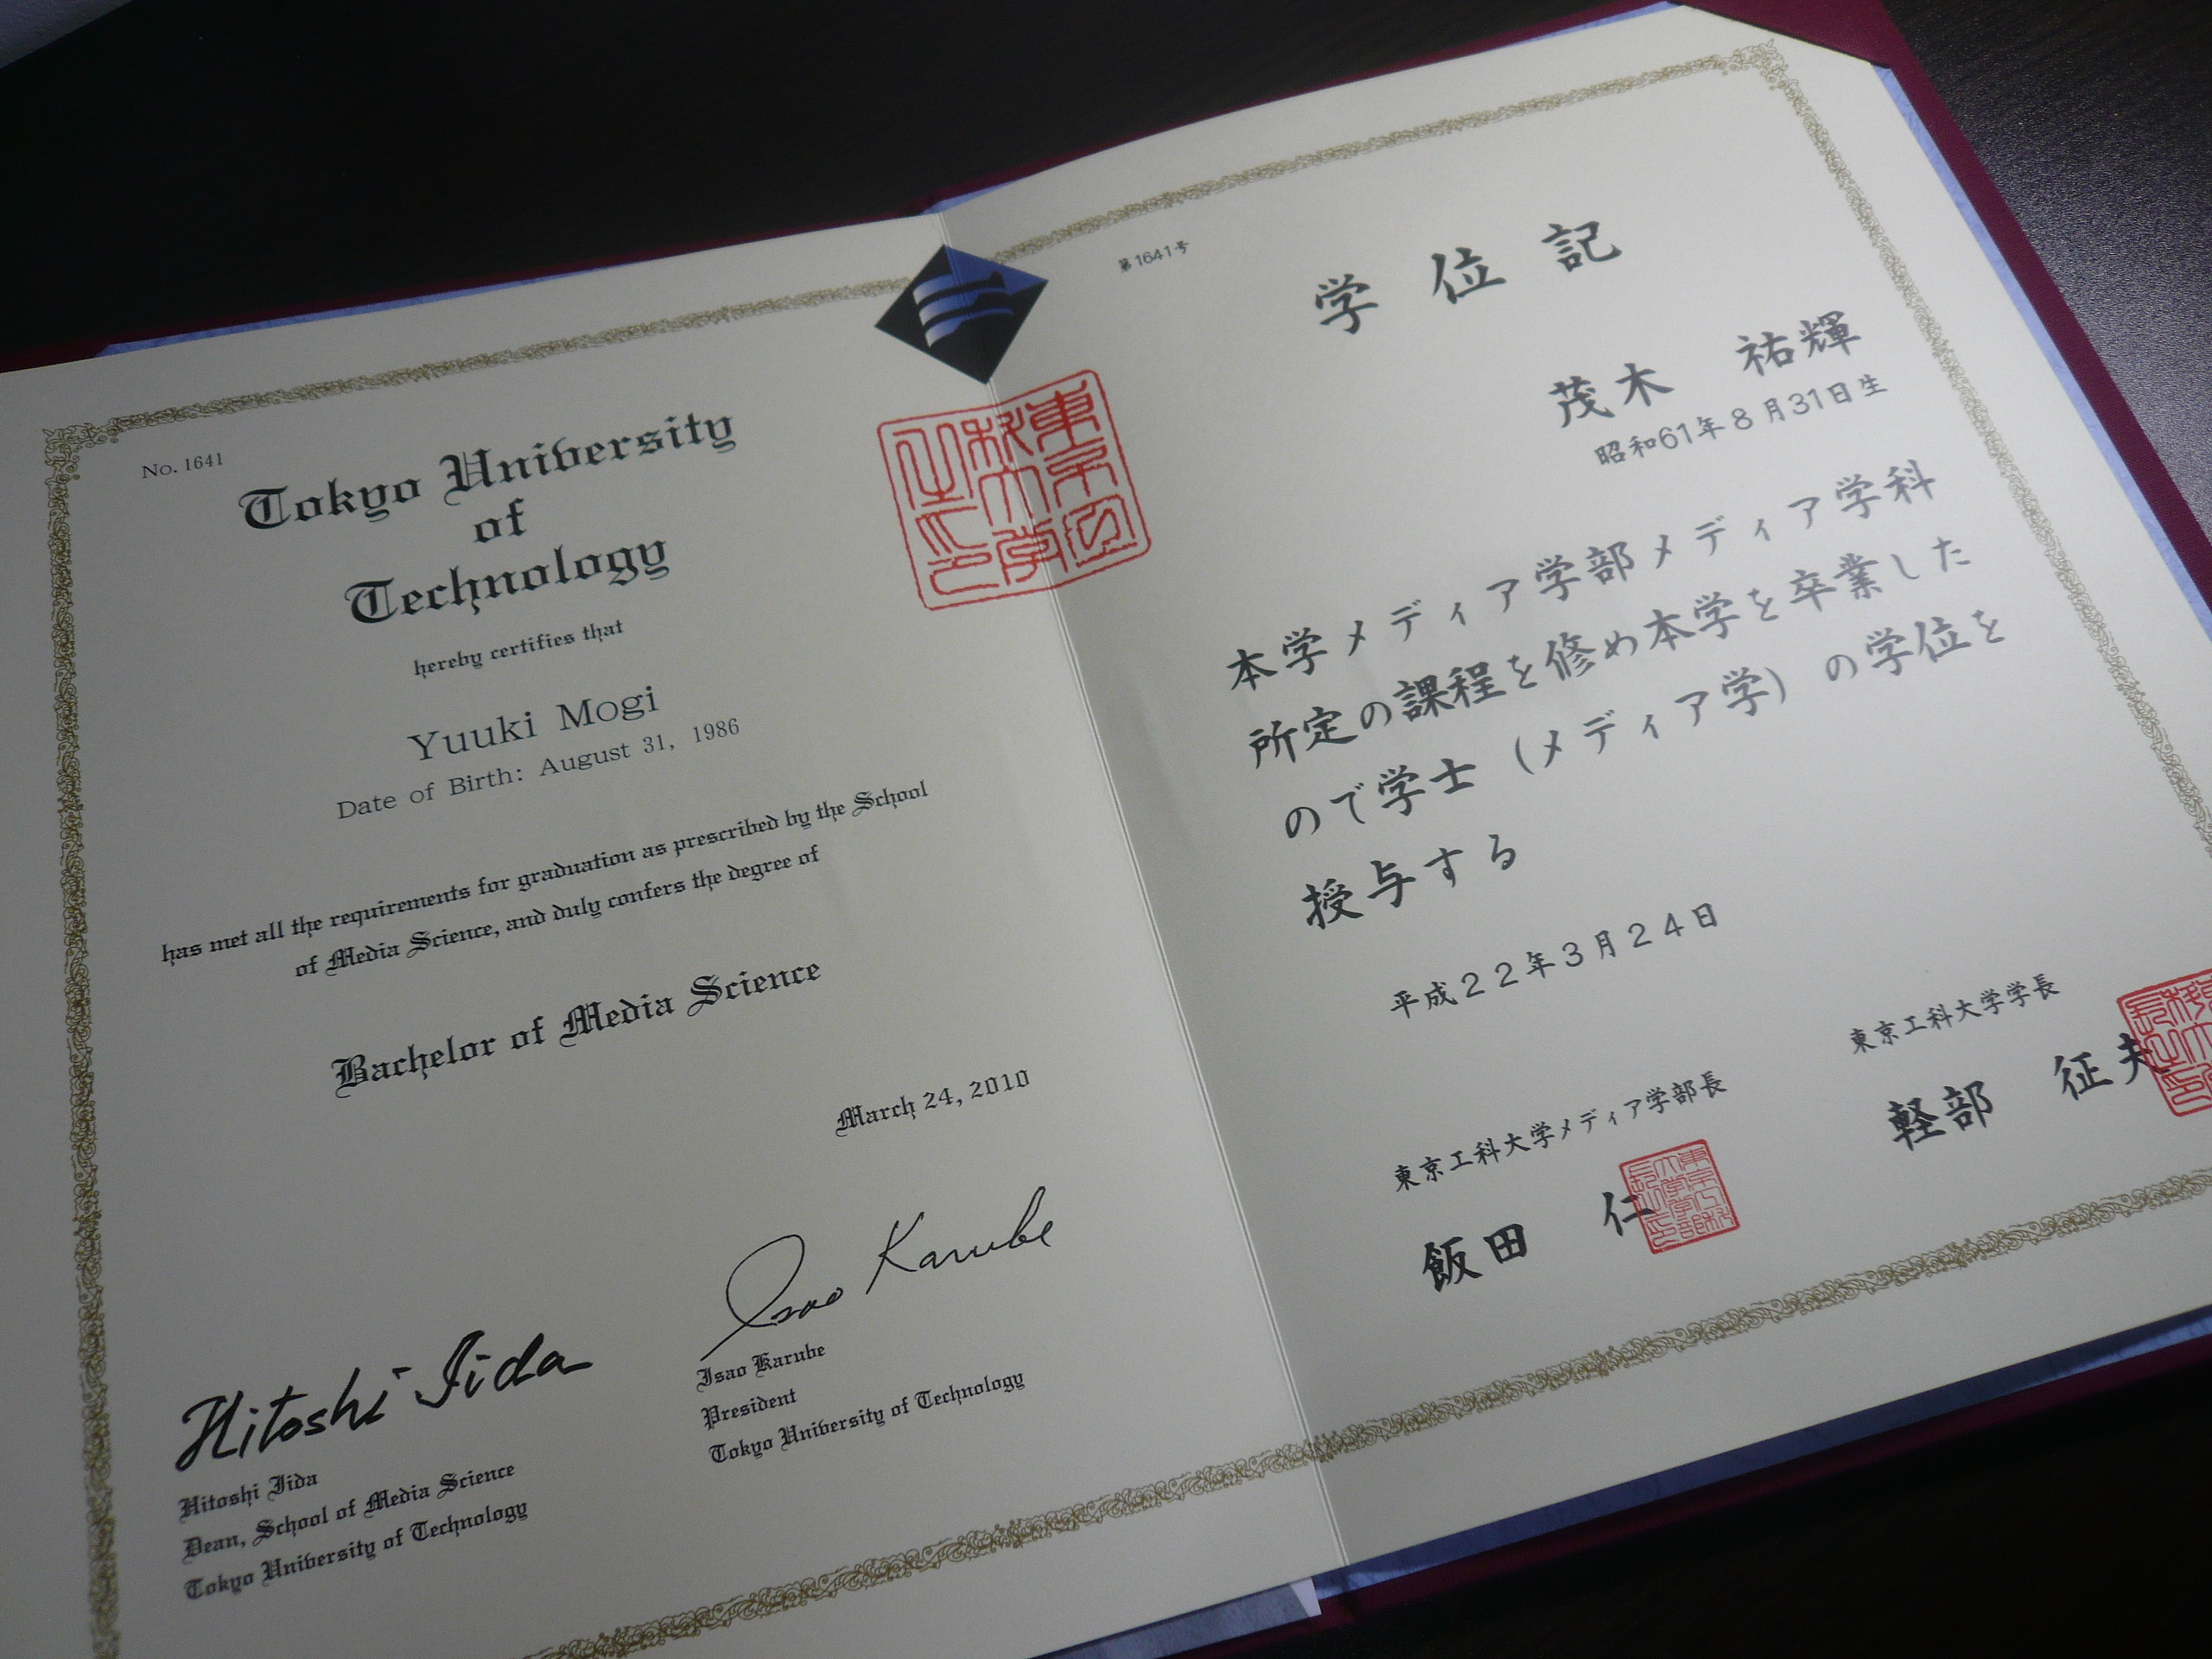 No. 1641
Tokyo University
of
Technology
hereby certifies that
Yuuki Mogi
Date of Birth: August 31, 1986
has met all the requirements for graduation as prescribed by the School
of Media Science, and duly confers the degree of
Bachelor of Media Science
March 24, 2010
Hitoshi Iida
Hitoshi Iida
Dean, School of Media Science
Tokyo University of Technology
Isao Karube
Isao Karube
President
Tokyo University of Technology
第1641号
学位記
茂木 祐輝
昭和61年8月31日生
本学メディア学部メディア学科
所定の課程を修め本学を卒業した
ので学士（メディア学）の学位を
授与する
平成22年3月24日
東京工科大学メディア学部長
飯田 仁
東京工科大学学長
軽部 征夫